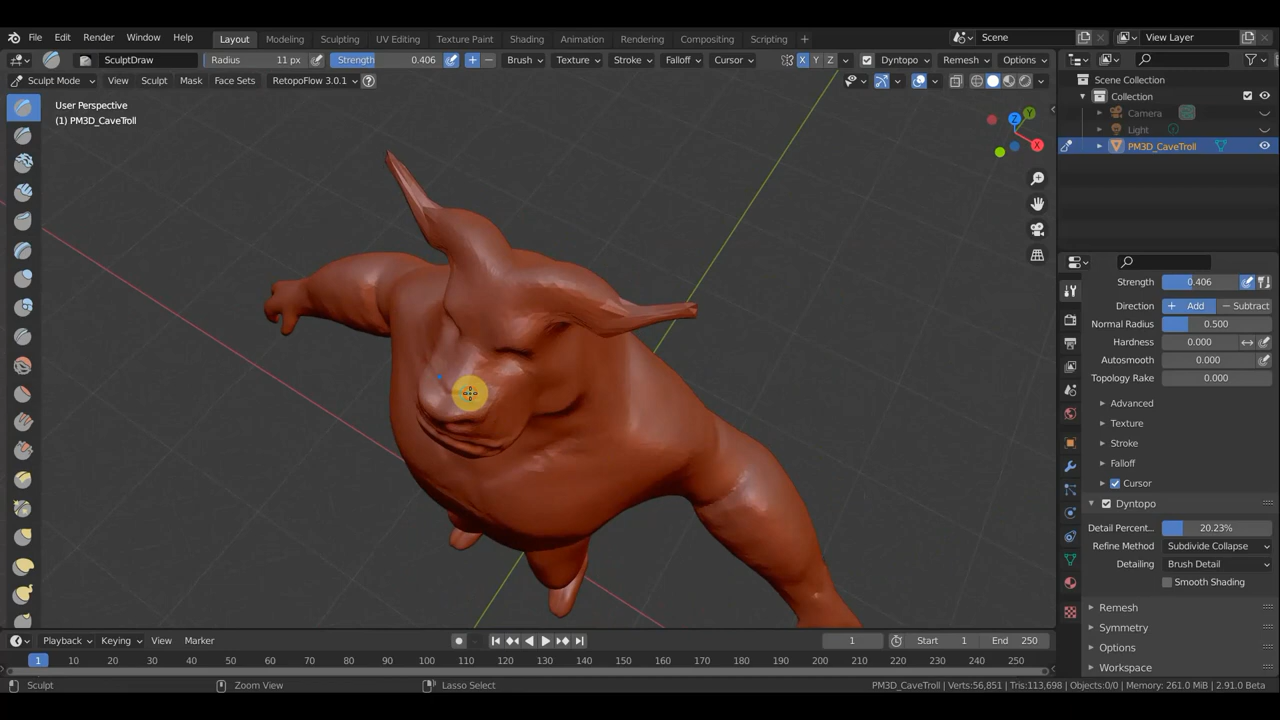 File Edit Render Window Help Layout Modeling Sculpting UV Editing Texture Paint Shading Animation Rendering Compositing Scripting + Scene View Layer
SculptDraw Radius 11 px Strength 0.406 + − Brush Texture Stroke Falloff Cursor X Y Z Dyntopo Remesh Options
Sculpt Mode View Sculpt Mask Face Sets RetopoFlow 3.0.1 ?
Scene Collection
Collection
Camera
Light
PM3D_CaveTroll
User Perspective
(1) PM3D_CaveTroll
Z
Y
X
Strength 0.406
Direction + Add − Subtract
Normal Radius 0.500
Hardness 0.000
Autosmooth 0.000
Topology Rake 0.000
Advanced
Texture
Stroke
Falloff
Cursor
Dyntopo
Detail Percent... 20.23%
Refine Method Subdivide Collapse
Detailing Brush Detail
Smooth Shading
Remesh
Symmetry
Options
Workspace
Playback Keying View Marker 1 Start 1 End 250
1 10 20 30 40 50 60 70 80 90 100 110 120 130 140 150 160 170 180 190 200 210 220 230 240 250
Sculpt Zoom View Lasso Select PM3D_CaveTroll | Verts:56,851 | Tris:113,698 | Objects:0/0 | Memory: 261.0 MiB | 2.91.0 Beta